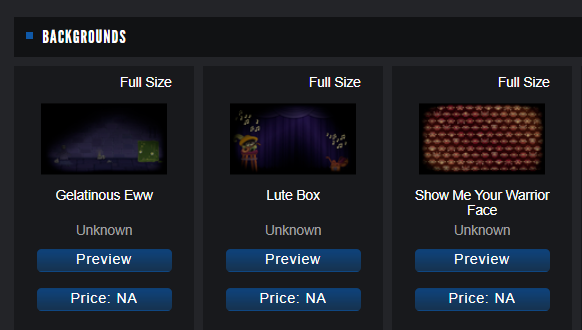 BACKGROUNDS
Full Size
Full Size
Full Size
Gelatinous Eww
Lute Box
Show Me Your Warrior
Face
Unknown
Unknown
Unknown
Preview
Preview
Preview
Price: NA
Price: NA
Price: NA